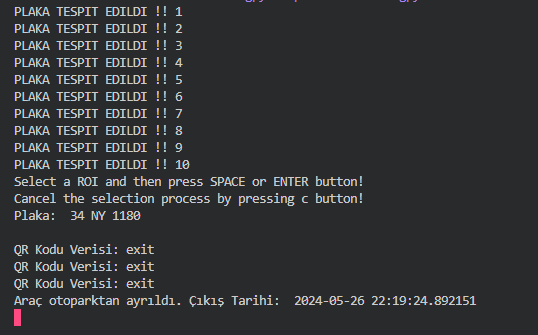 PLAKA TESPIT EDILDI !! 1
PLAKA TESPIT EDILDI !! 2
PLAKA TESPIT EDILDI !! 3
PLAKA TESPIT EDILDI !! 4
PLAKA TESPIT EDILDI !! 5
PLAKA TESPIT EDILDI !! 6
PLAKA TESPIT EDILDI !! 7
PLAKA TESPIT EDILDI !! 8
PLAKA TESPIT EDILDI !! 9
PLAKA TESPIT EDILDI !! 10
Select a ROI and then press SPACE or ENTER button!
Cancel the selection process by pressing c button!
Plaka:  34 NY 1180
QR Kodu Verisi: exit
QR Kodu Verisi: exit
QR Kodu Verisi: exit
Araç otoparktan ayrıldı. Çıkış Tarihi:  2024-05-26 22:19:24.892151